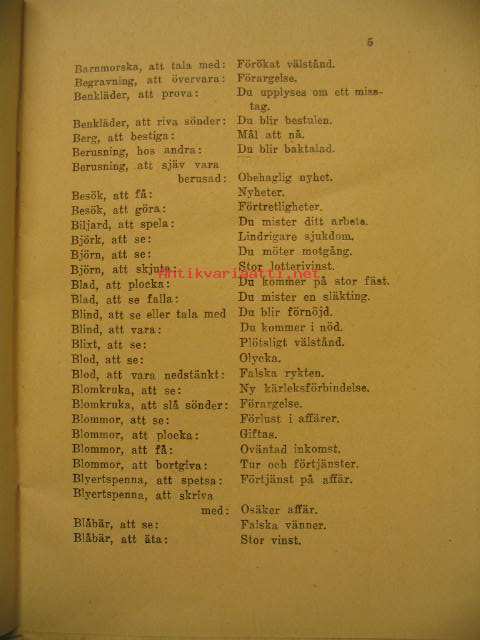 5
Barnmorska, att tala med: Förökat välstånd.
Begravning, att övervara: Förargelse.
Benkläder, att prova: Du upplyses om ett miss-
tag.
Benkläder, att riva sönder: Du blir bestulen.
Berg, att bestiga: Mål att nå.
Berusning, hos andra: Du blir baktalad.
Berusning, att sjäv vara
berusad: Obehaglig nyhet.
Besök, att få: Nyheter.
Besök, att göra: Förtretligheter.
Biljard, att spela: Du mister ditt arbete.
Björk, att se: Lindrigare sjukdom.
Björn, att se: Du möter motgång.
Björn, att skjuta: Stor lotterivinst.
Antikvariaatti.net
Blad, att plocka: Du kommer på stor fäst.
Blad, att se falla: Du mister en släkting.
Blind, att se eller tala med Du blir förnöjd.
Blind, att vara: Du kommer i nöd.
Blixt, att se: Plötsligt välstånd.
Blod, att se: Olycka.
Blod, att vara nedstänkt: Falska rykten.
Blomkruka, att se: Ny kärleksförbindelse.
Blomkruka, att slå sönder: Förargelse.
Blommor, att se: Förlust i affärer.
Blommor, att plocka: Giftas.
Blommor, att få: Oväntad inkomst.
Blommor, att bortgiva: Tur och förtjänster.
Blyertspenna, att spetsa: Förtjänst på affär.
Blyertspenna, att skriva
med: Osäker affär.
Blåbär, att se: Falska vänner.
Blåbär, att äta: Stor vinst.